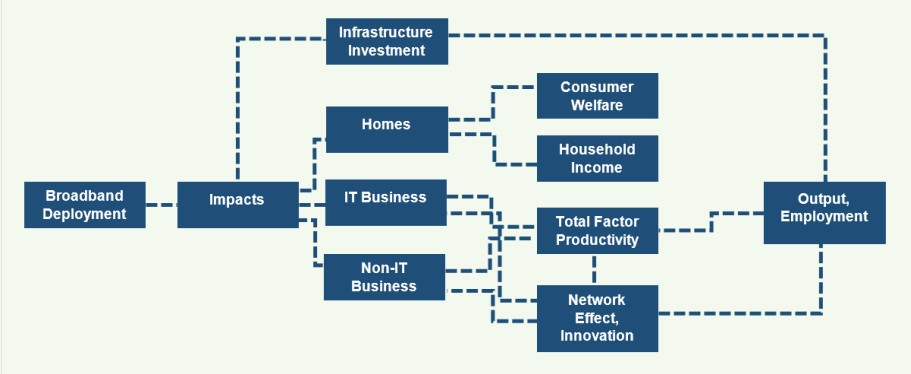 Infrastructure
Investment
Consumer
Welfare
Homes
Household
Income
Broadband
Deployment
Impacts
IT Business
Total Factor
Productivity
Output,
Employment
Non-IT
Business
Network
Effect,
Innovation